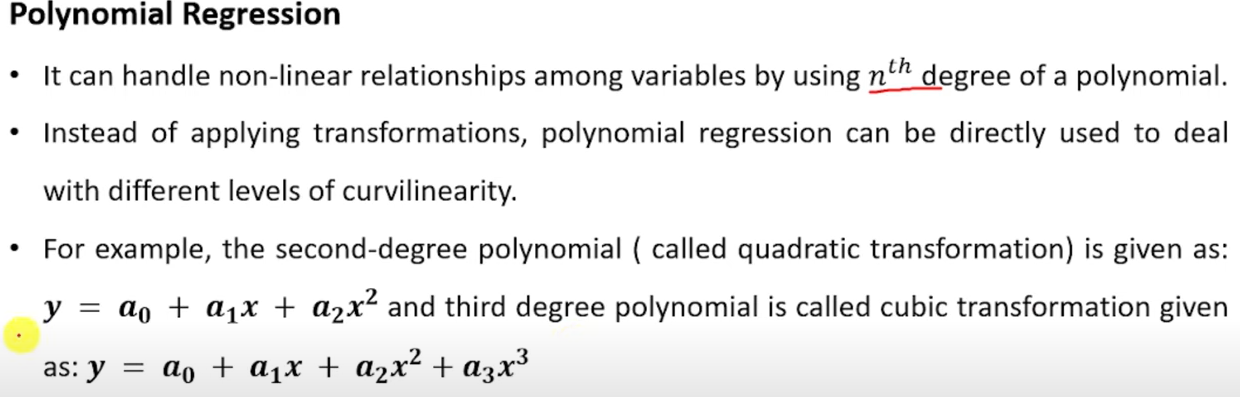 Polynomial Regression
• It can handle non-linear relationships among variables by using nᵗʰ degree of a polynomial.
• Instead of applying transformations, polynomial regression can be directly used to deal
with different levels of curvilinearity.
• For example, the second-degree polynomial ( called quadratic transformation) is given as:
y = a₀ + a₁x + a₂x² and third degree polynomial is called cubic transformation given
as: y = a₀ + a₁x + a₂x² + a₃x³